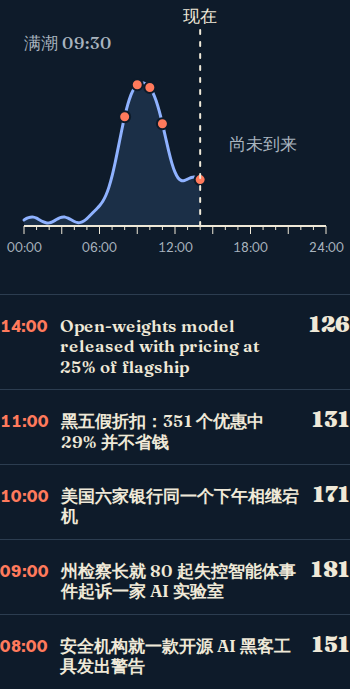 现在
满潮 09:30
尚未到来
00:00 06:00 12:00 18:00 24:00
14:00 Open-weights model 126
released with pricing at
25% of flagship
11:00 黑五假折扣：351 个优惠中 131
29% 并不省钱
10:00 美国六家银行同一个下午相继宕 171
机
09:00 州检察长就 80 起失控智能体事 181
件起诉一家 AI 实验室
08:00 安全机构就一款开源 AI 黑客工 151
具发出警告